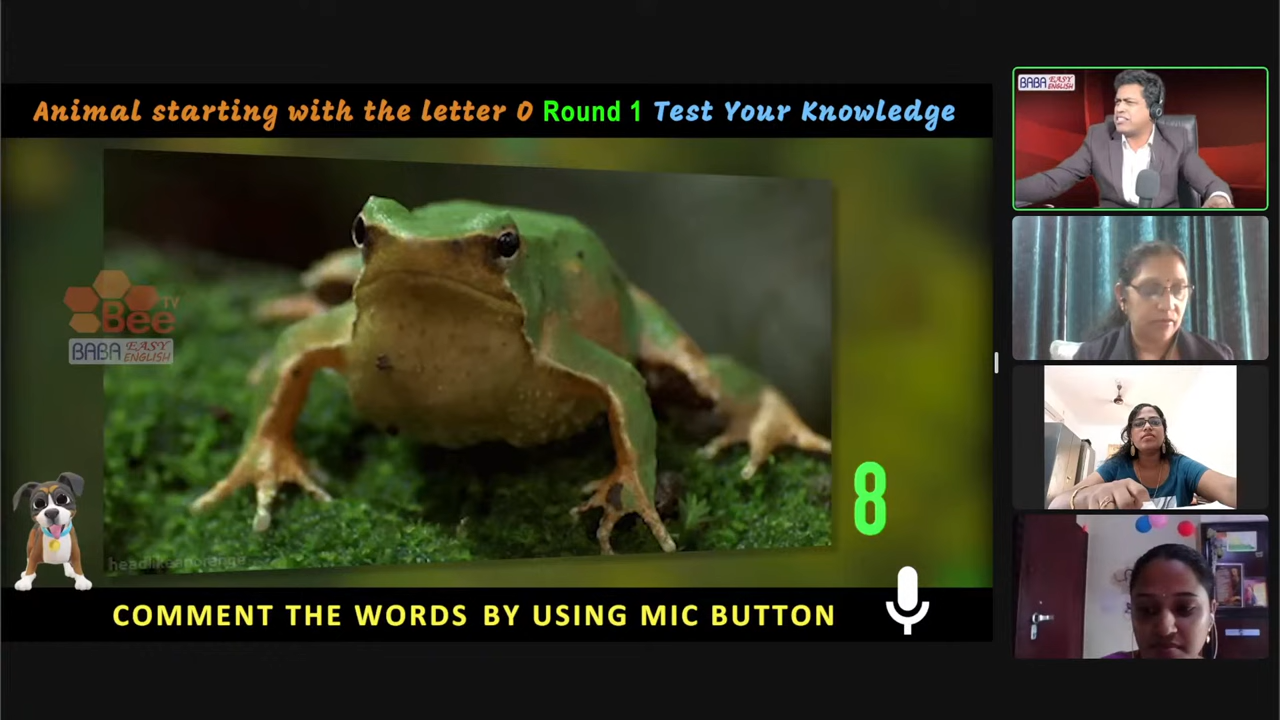 Animal starting with the letter O Round 1 Test Your Knowledge
BABA EASY ENGLISH
Bee TV
BABA EASY ENGLISH
8
headlikeanorange
COMMENT THE WORDS BY USING MIC BUTTON